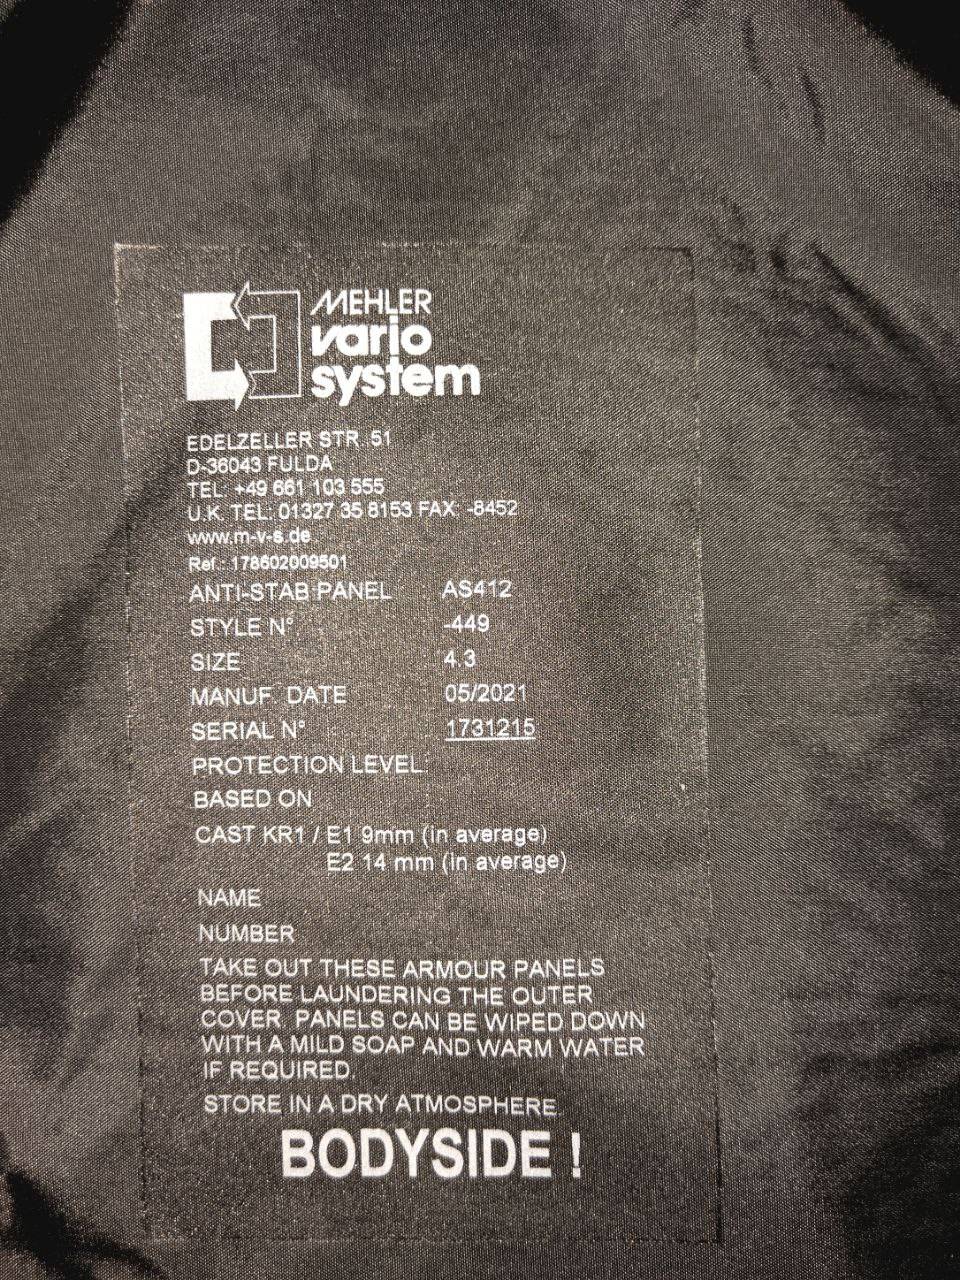 MEHLER
vario
system
EDELZELLER STR. 51
D-36043 FULDA
TEL: +49 661 103 555
U.K. TEL: 01327 35 8153 FAX: -8452
www.m-v-s.de
Ref.: 178602009501
ANTI-STAB PANEL AS412
STYLE N° -449
SIZE 4.3
MANUF. DATE 05/2021
SERIAL N° 1731215
PROTECTION LEVEL:
BASED ON
CAST KR1 / E1 9mm (in average)
E2 14 mm (in average)
NAME
NUMBER
TAKE OUT THESE ARMOUR PANELS
BEFORE LAUNDERING THE OUTER
COVER. PANELS CAN BE WIPED DOWN
WITH A MILD SOAP AND WARM WATER
IF REQUIRED.
STORE IN A DRY ATMOSPHERE.
BODYSIDE !